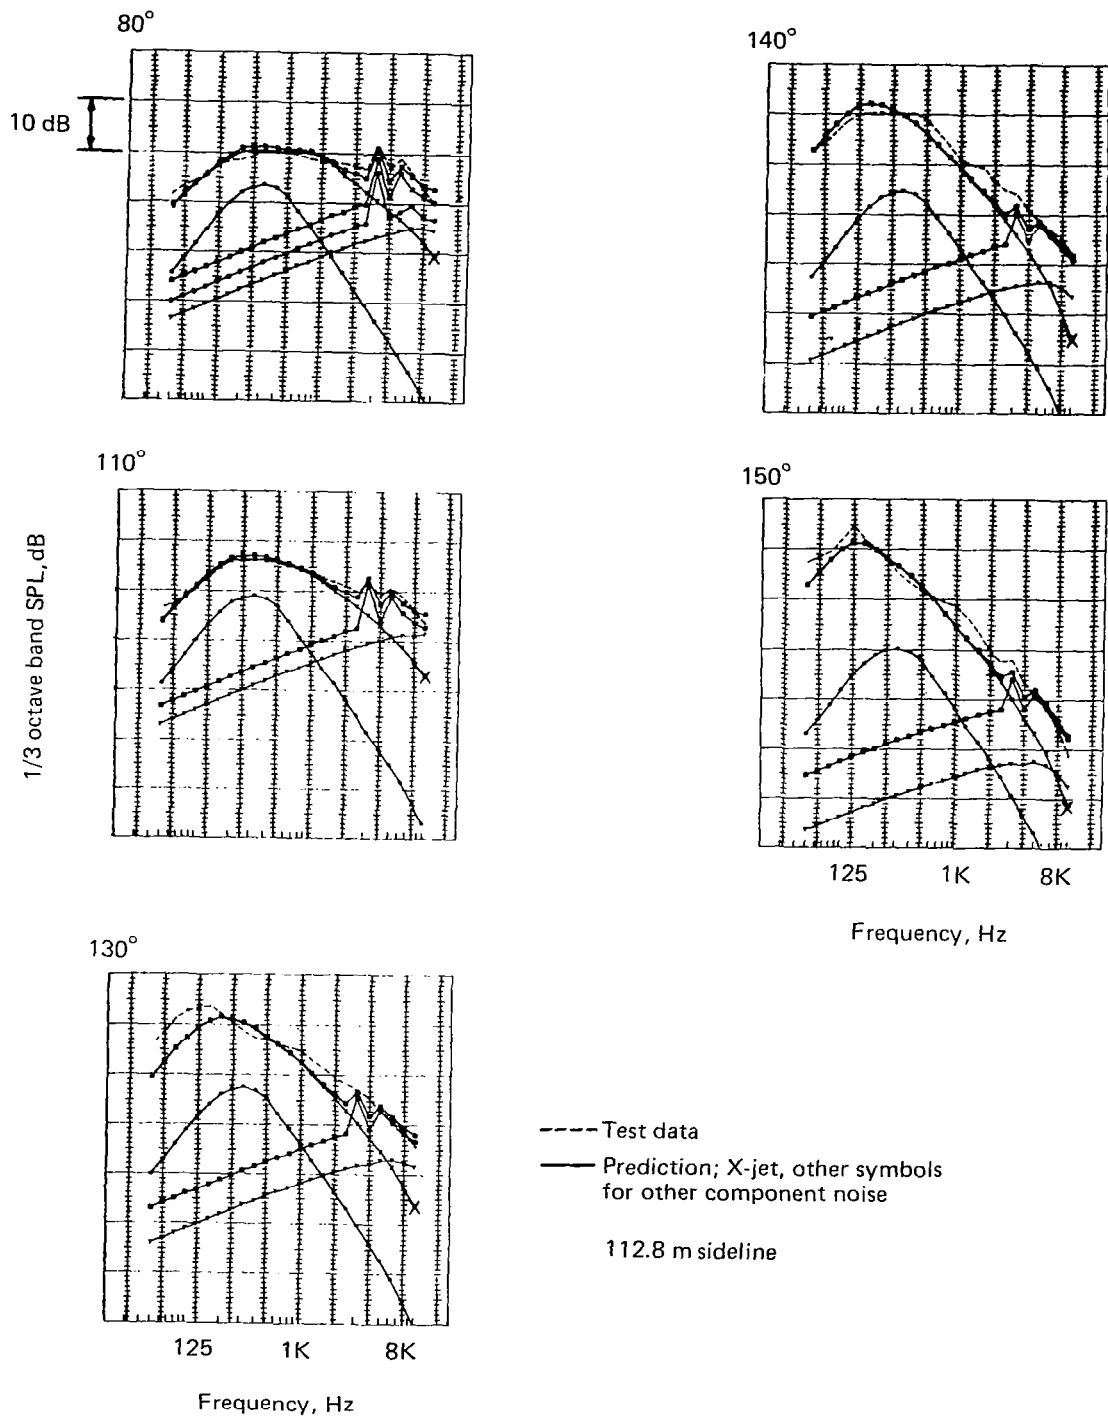 80°
10 dB
110°
1/3 octave band SPL, dB
130°
125 1K 8K
Frequency, Hz
140°
150°
125 1K 8K
Frequency, Hz
Test data
Prediction; X-jet, other symbols
for other component noise
112.8 m sideline
X
X
X
X
X